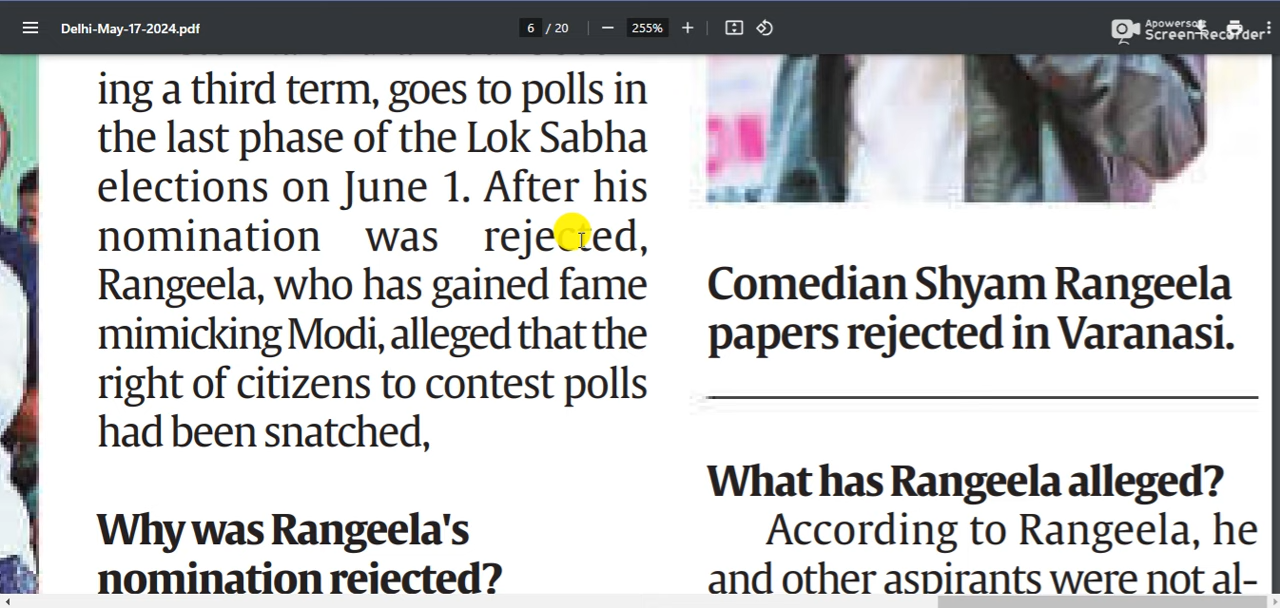 Delhi-May-17-2024.pdf
6 / 20
255%
Apowersoft
Screen Recorder
ing a third term, goes to polls in
the last phase of the Lok Sabha
elections on June 1. After his
nomination was rejected,
Rangeela, who has gained fame
mimicking Modi, alleged that the
right of citizens to contest polls
had been snatched,
Why was Rangeela's
nomination rejected?
Comedian Shyam Rangeela
papers rejected in Varanasi.
What has Rangeela alleged?
According to Rangeela, he
and other aspirants were not al-